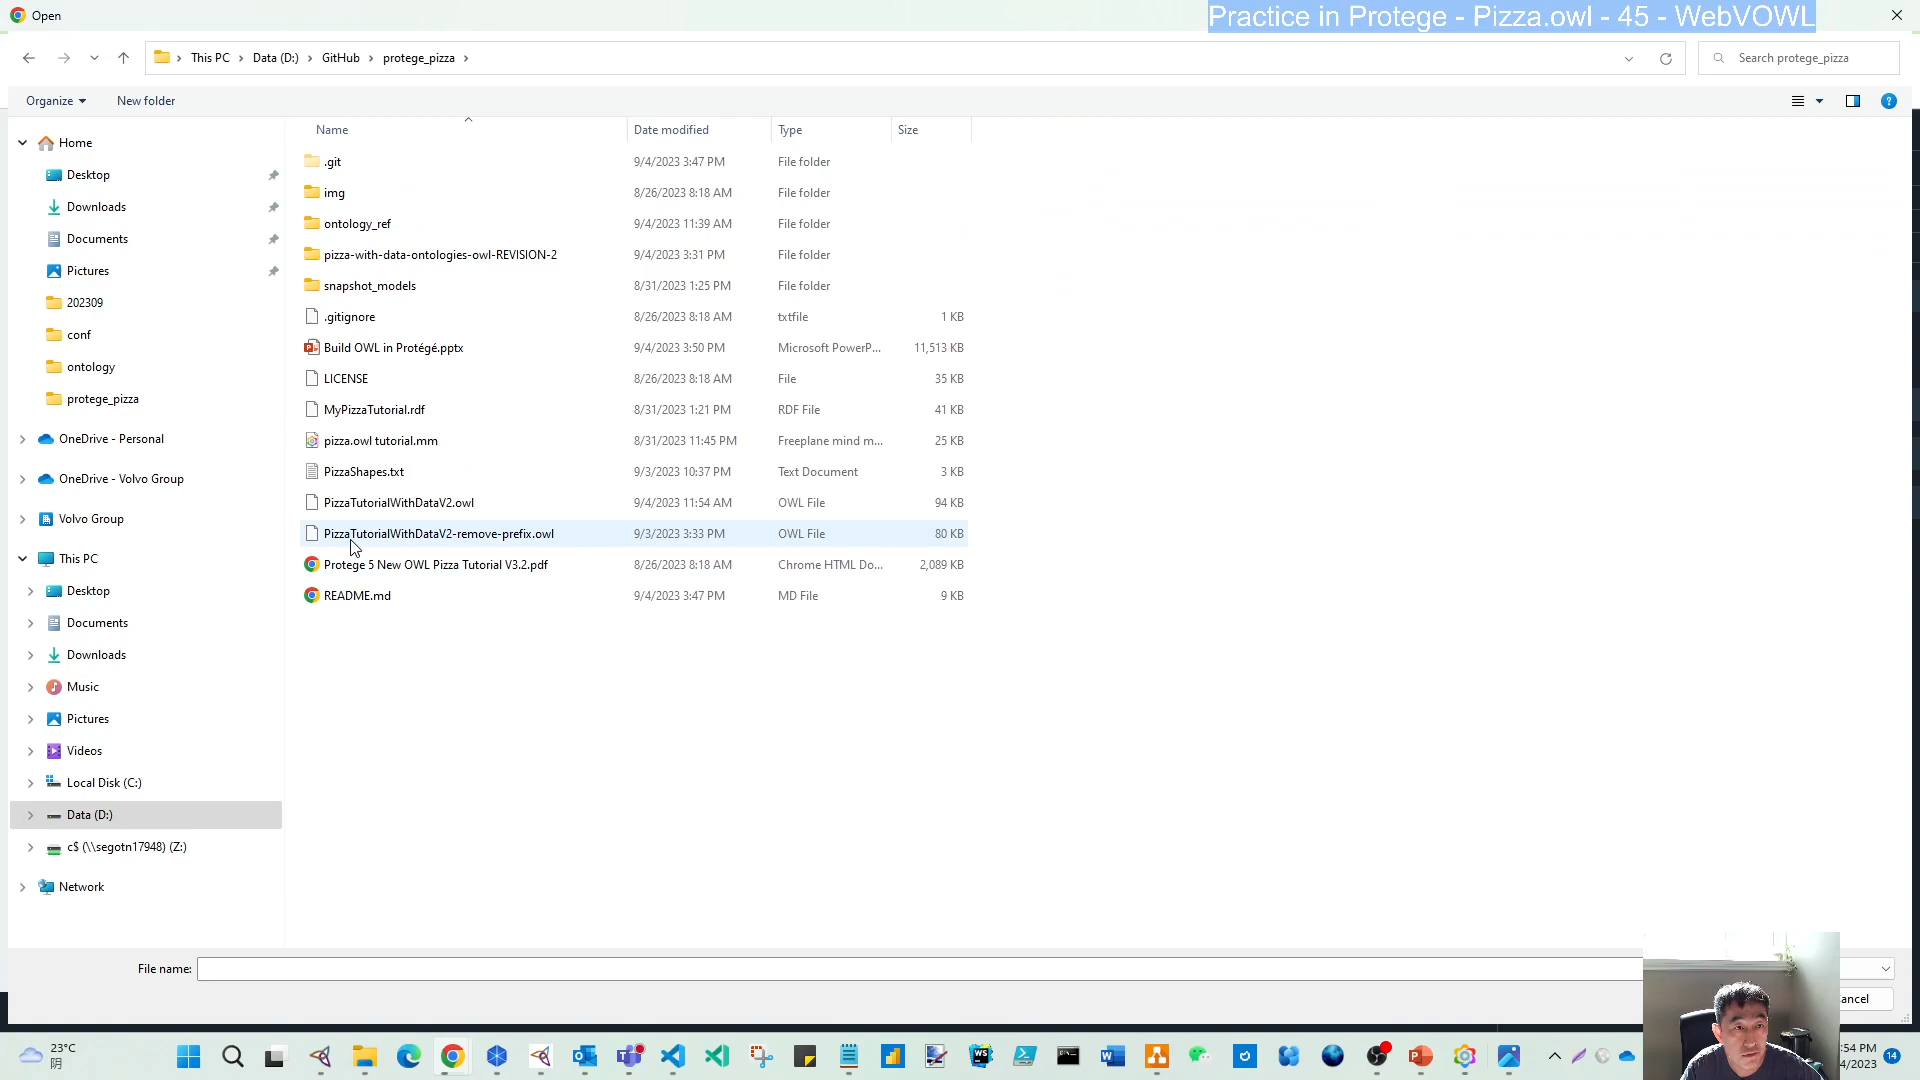 Open
Practice in Protege - Pizza.owl - 45 - WebVOWL
This PC
Data (D:)
GitHub
protege_pizza
Search protege_pizza
Organize
New folder
Name
Date modified
Type
Size
Home
Desktop
Downloads
Documents
Pictures
202309
conf
ontology
protege_pizza
OneDrive - Personal
OneDrive - Volvo Group
Volvo Group
This PC
Desktop
Documents
Downloads
Music
Pictures
Videos
Local Disk (C:)
Data (D:)
c$ (\\segotn17948) (Z:)
Network
.git 9/4/2023 3:47 PM File folder
img 8/26/2023 8:18 AM File folder
ontology_ref 9/4/2023 11:39 AM File folder
pizza-with-data-ontologies-owl-REVISION-2 9/4/2023 3:31 PM File folder
snapshot_models 8/31/2023 1:25 PM File folder
.gitignore 8/26/2023 8:18 AM txtfile 1 KB
Build OWL in Protégé.pptx 9/4/2023 3:50 PM Microsoft PowerP... 11,513 KB
LICENSE 8/26/2023 8:18 AM File 35 KB
MyPizzaTutorial.rdf 8/31/2023 1:21 PM RDF File 41 KB
pizza.owl tutorial.mm 8/31/2023 11:45 PM Freeplane mind m... 25 KB
PizzaShapes.txt 9/3/2023 10:37 PM Text Document 3 KB
PizzaTutorialWithDataV2.owl 9/4/2023 11:54 AM OWL File 94 KB
PizzaTutorialWithDataV2-remove-prefix.owl 9/3/2023 3:33 PM OWL File 80 KB
Protege 5 New OWL Pizza Tutorial V3.2.pdf 8/26/2023 8:18 AM Chrome HTML Do... 2,089 KB
README.md 9/4/2023 3:47 PM MD File 9 KB
File name:
ancel
23°C
阴
:54 PM
4/2023
14